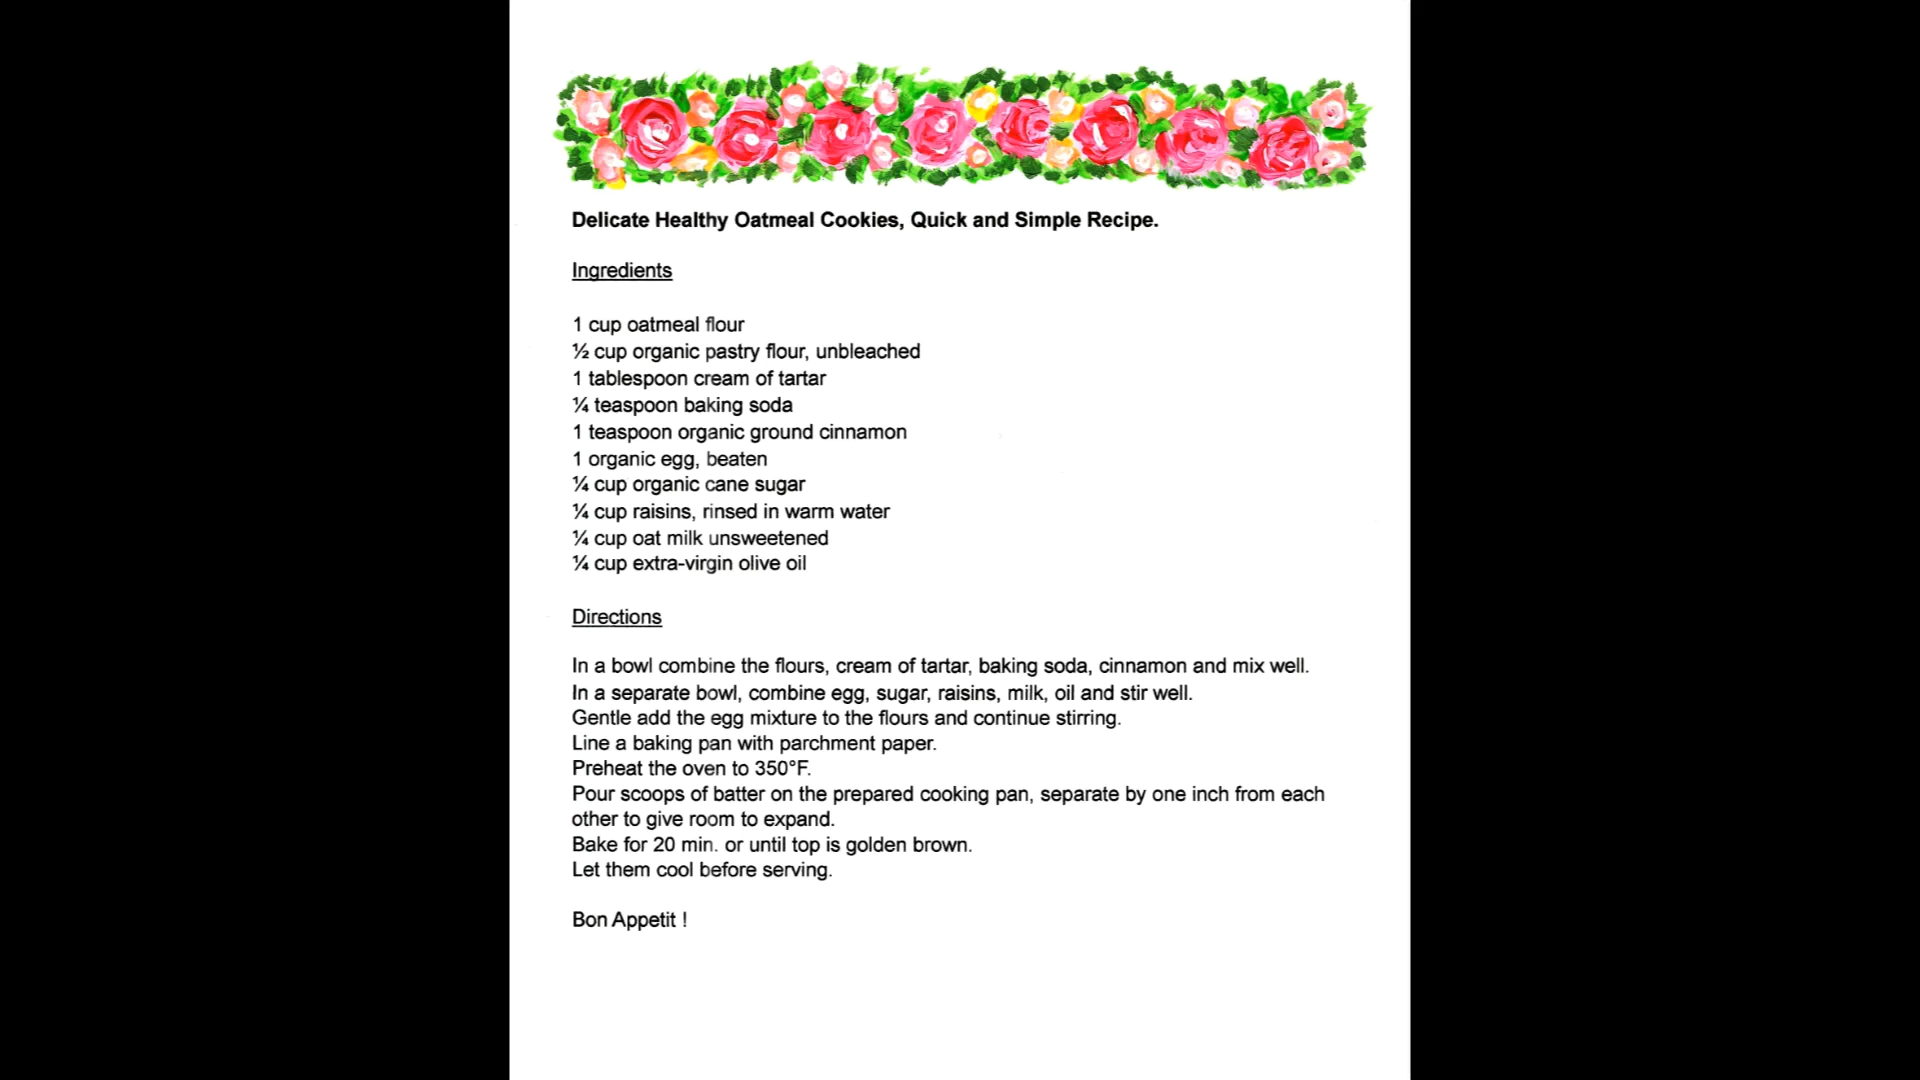 Delicate Healthy Oatmeal Cookies, Quick and Simple Recipe.
Ingredients
1 cup oatmeal flour
½ cup organic pastry flour, unbleached
1 tablespoon cream of tartar
¼ teaspoon baking soda
1 teaspoon organic ground cinnamon
1 organic egg, beaten
¼ cup organic cane sugar
¼ cup raisins, rinsed in warm water
¼ cup oat milk unsweetened
¼ cup extra-virgin olive oil
Directions
In a bowl combine the flours, cream of tartar, baking soda, cinnamon and mix well.
In a separate bowl, combine egg, sugar, raisins, milk, oil and stir well.
Gentle add the egg mixture to the flours and continue stirring.
Line a baking pan with parchment paper.
Preheat the oven to 350°F.
Pour scoops of batter on the prepared cooking pan, separate by one inch from each
other to give room to expand.
Bake for 20 min. or until top is golden brown.
Let them cool before serving.
Bon Appetit !